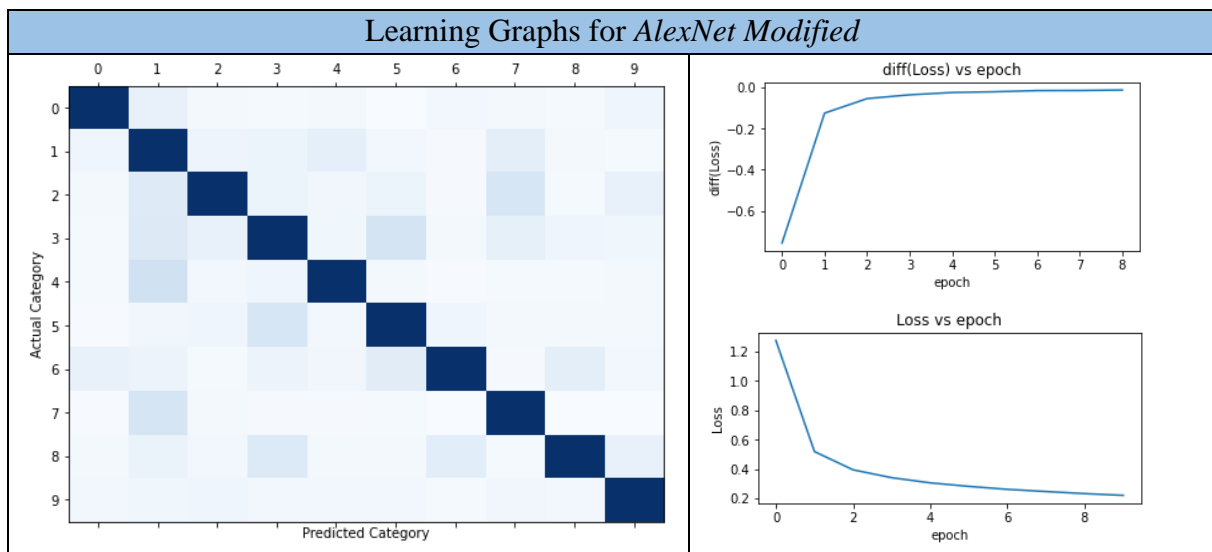 Learning Graphs for AlexNet Modified
0 1 2 3 4 5 6 7 8 9
0
1
2
3
4
5
6
7
8
9
Actual Category
Predicted Category
diff(Loss) vs epoch
0.0
−0.2
−0.4
−0.6
diff(Loss)
0 1 2 3 4 5 6 7 8
epoch
Loss vs epoch
1.2
1.0
0.8
0.6
0.4
0.2
Loss
0 2 4 6 8
epoch